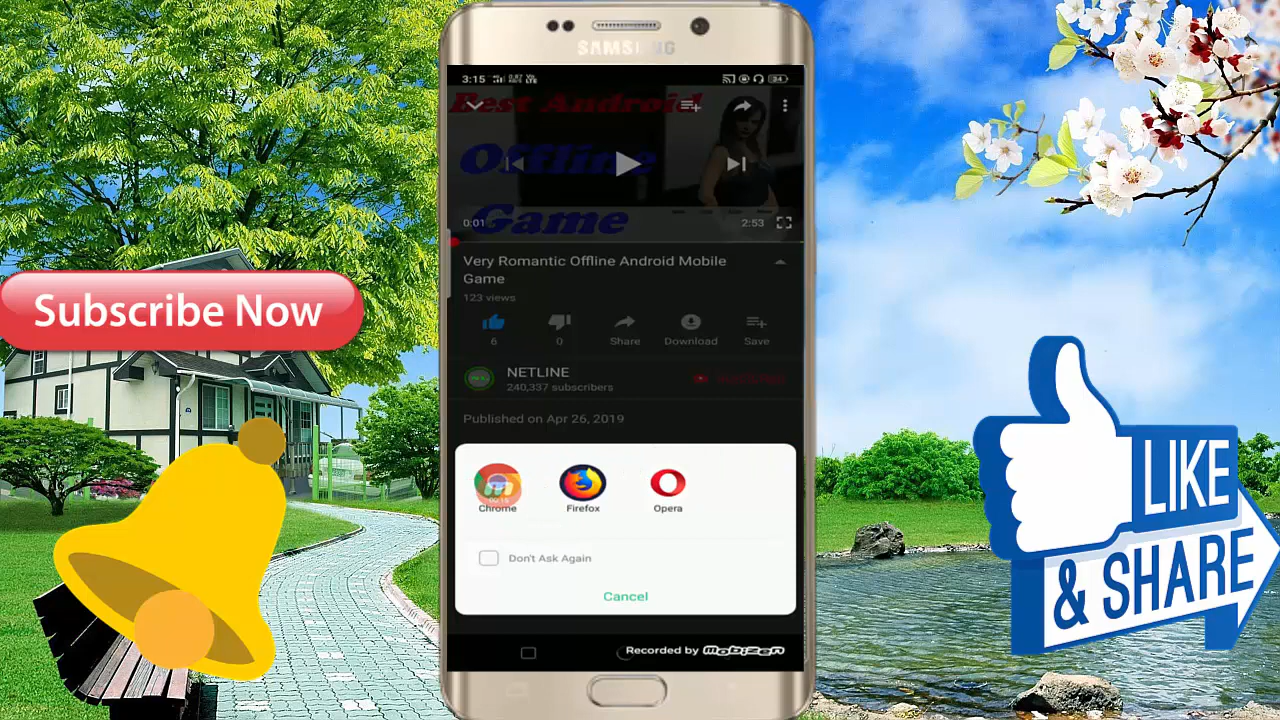 SAMSUNG
3:15
34
Best Android
Offline
Game
0:01
2:53
Very Romantic Offline Android Mobile
Game
123 views
6
0
Share
Download
Save
NETLINE
240,337 subscribers
SUBSCRIBED
Published on Apr 26, 2019
Chrome
Firefox
Opera
Don't Ask Again
Cancel
Recorded by mobizen
Subscribe Now
LIKE
& SHARE